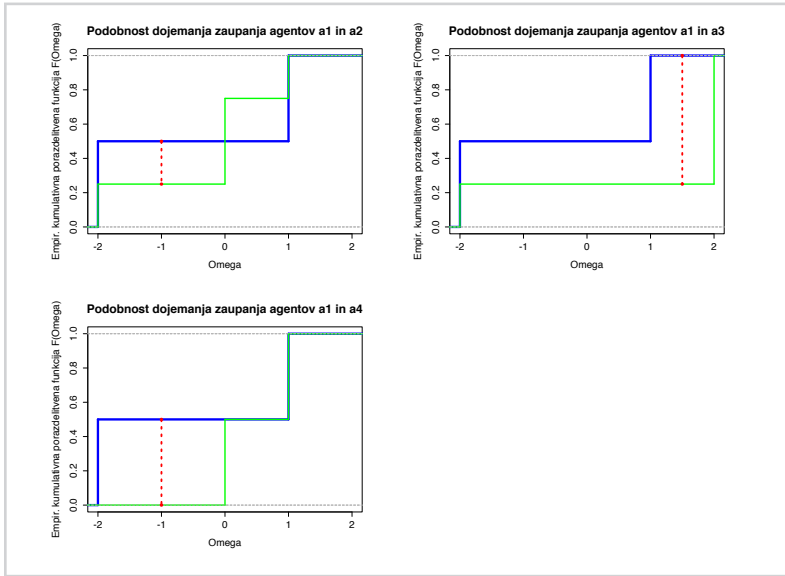 Podobnost dojemanja zaupanja agentov a1 in a2
Empir. kumulativna porazdelitvena funkcija F(Omega)
0.0 0.2 0.4 0.6 0.8 1.0
-2 -1 0 1 2
Omega
Podobnost dojemanja zaupanja agentov a1 in a3
Empir. kumulativna porazdelitvena funkcija F(Omega)
0.0 0.2 0.4 0.6 0.8 1.0
-2 -1 0 1 2
Omega
Podobnost dojemanja zaupanja agentov a1 in a4
Empir. kumulativna porazdelitvena funkcija F(Omega)
0.0 0.2 0.4 0.6 0.8 1.0
-2 -1 0 1 2
Omega